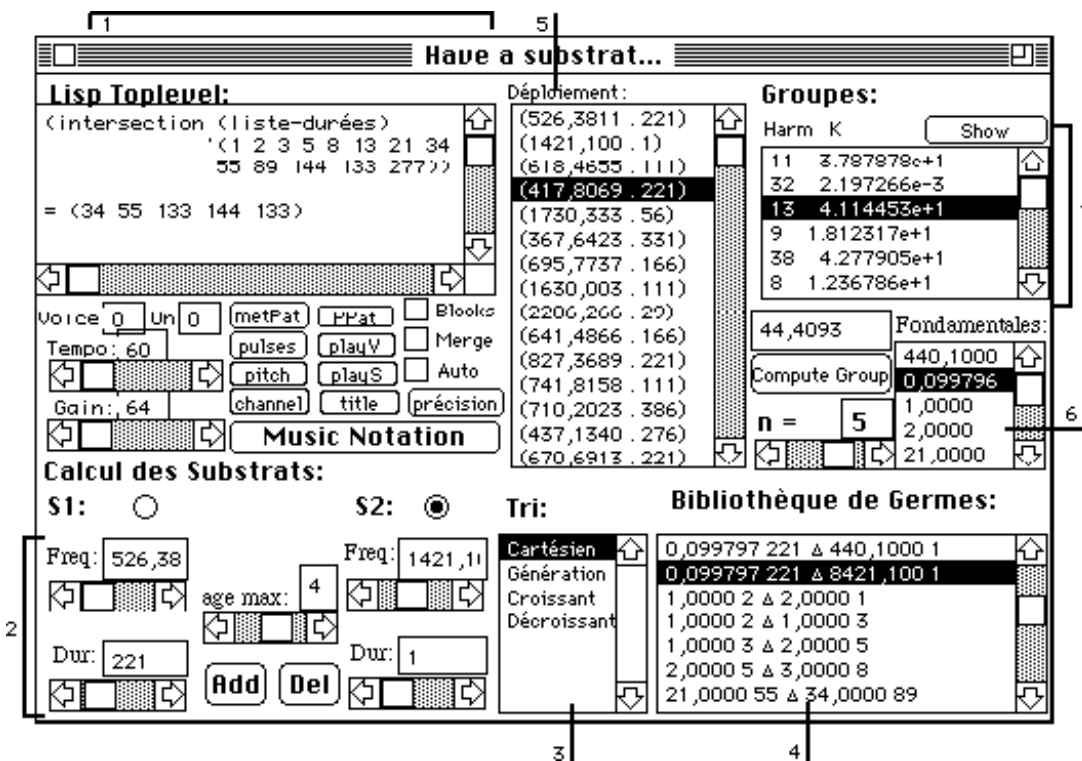 1
5
Have a substrat...
Lisp Toplevel:
(intersection (liste-durées)
'(1 2 3 5 8 13 21 34
55 89 144 133 277))
= (34 55 133 144 133)
Voice 0 Un 0
metPat
PPat
Blocks
Tempo: 60
pulses
playV
Merge
pitch
playS
Auto
Gain: 64
channel
title
précision
Music Notation
Déploiement:
(526,3811 . 221)
(1421,100 . 1)
(618,4655 . 111)
(417,8069 . 221)
(1730,333 . 56)
(367,6423 . 331)
(695,7737 . 166)
(1630,003 . 111)
(2206,266 . 29)
(641,4866 . 166)
(827,3689 . 221)
(741,8158 . 111)
(710,2023 . 386)
(437,1340 . 276)
(670,6913 . 221)
Groupes:
Harm K
Show
11 3.787878e+1
32 2.197266e-3
13 4.114453e+1
9 1.812317e+1
38 4.277905e+1
8 1.236786e+1
44,4093
Fondamentales:
Compute Group
n = 5
440,1000
0,099796
1,0000
2,0000
21,0000
6
Calcul des Substrats:
S1:
S2:
2
Freq: 526,38
age max: 4
Freq: 1421,1
Dur: 221
Add
Del
Dur: 1
Tri:
Cartésien
Génération
Croissant
Décroissant
Bibliothèque de Germes:
0,099797 221 ∆ 440,1000 1
0,099797 221 ∆ 8421,100 1
1,0000 2 ∆ 2,0000 1
1,0000 2 ∆ 1,0000 3
1,0000 3 ∆ 2,0000 5
2,0000 5 ∆ 3,0000 8
21,0000 55 ∆ 34,0000 89
3
4